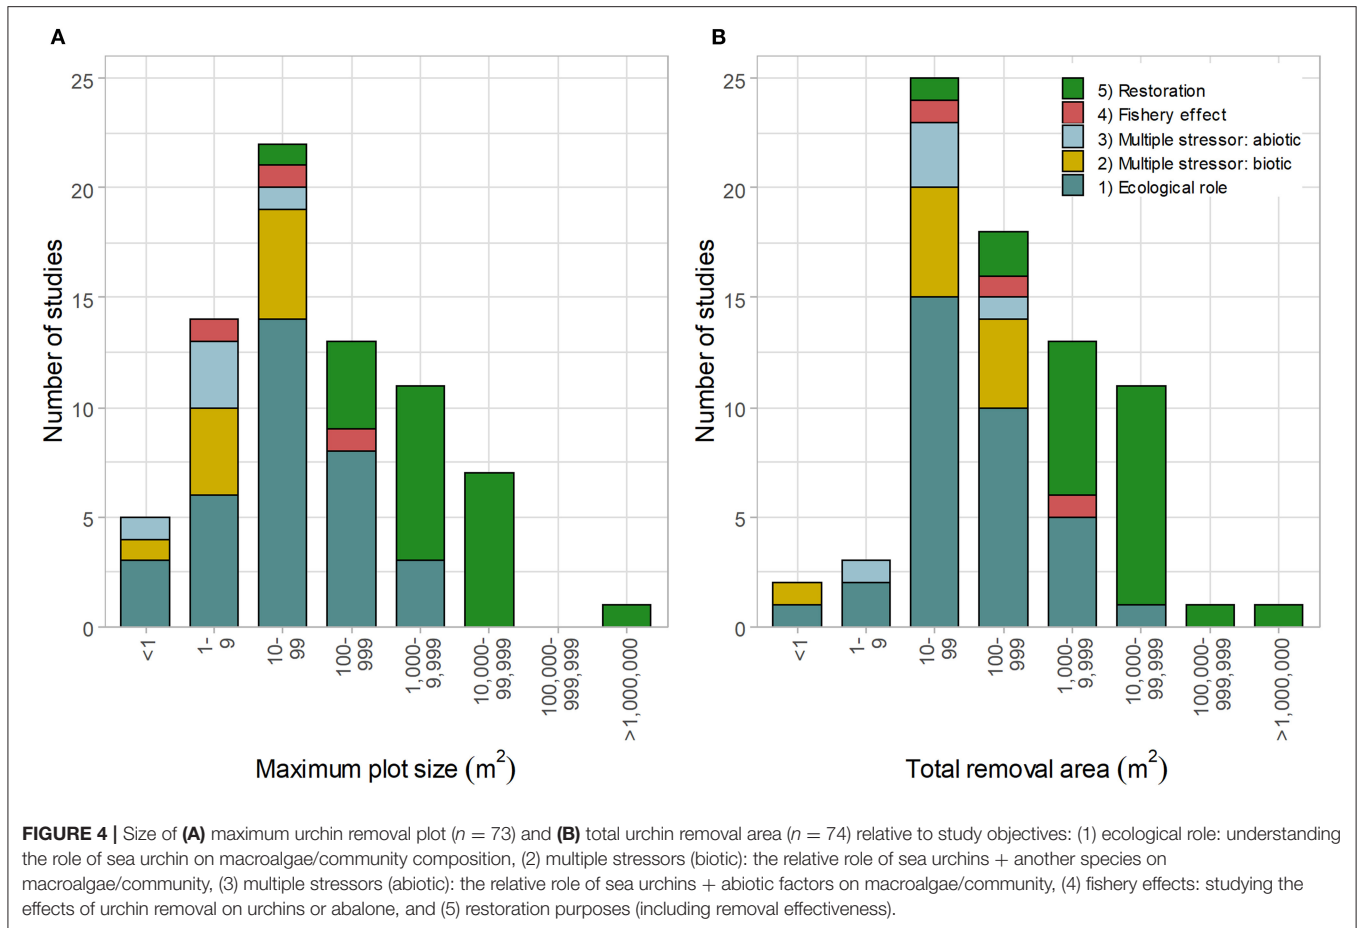 A
25
20
15
10
5
0
Number of studies
<1
1-
9
10-
99
100-
999
1,000-
9,999
10,000-
99,999
100,000-
999,999
>1,000,000
Maximum plot size (m²)
B
25
20
15
10
5
0
Number of studies
5) Restoration
4) Fishery effect
3) Multiple stressor: abiotic
2) Multiple stressor: biotic
1) Ecological role
<1
1-
9
10-
99
100-
999
1,000-
9,999
10,000-
99,999
100,000-
999,999
>1,000,000
Total removal area (m²)
FIGURE 4 | Size of (A) maximum urchin removal plot (n = 73) and (B) total urchin removal area (n = 74) relative to study objectives: (1) ecological role: understanding
the role of sea urchin on macroalgae/community composition, (2) multiple stressors (biotic): the relative role of sea urchins + another species on
macroalgae/community, (3) multiple stressors (abiotic): the relative role of sea urchins + abiotic factors on macroalgae/community, (4) fishery effects: studying the
effects of urchin removal on urchins or abalone, and (5) restoration purposes (including removal effectiveness).